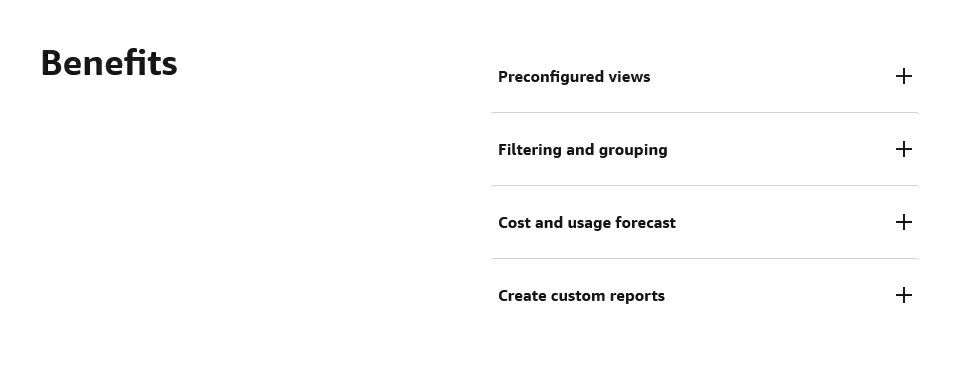 Benefits
Preconfigured views
Filtering and grouping
Cost and usage forecast
Create custom reports